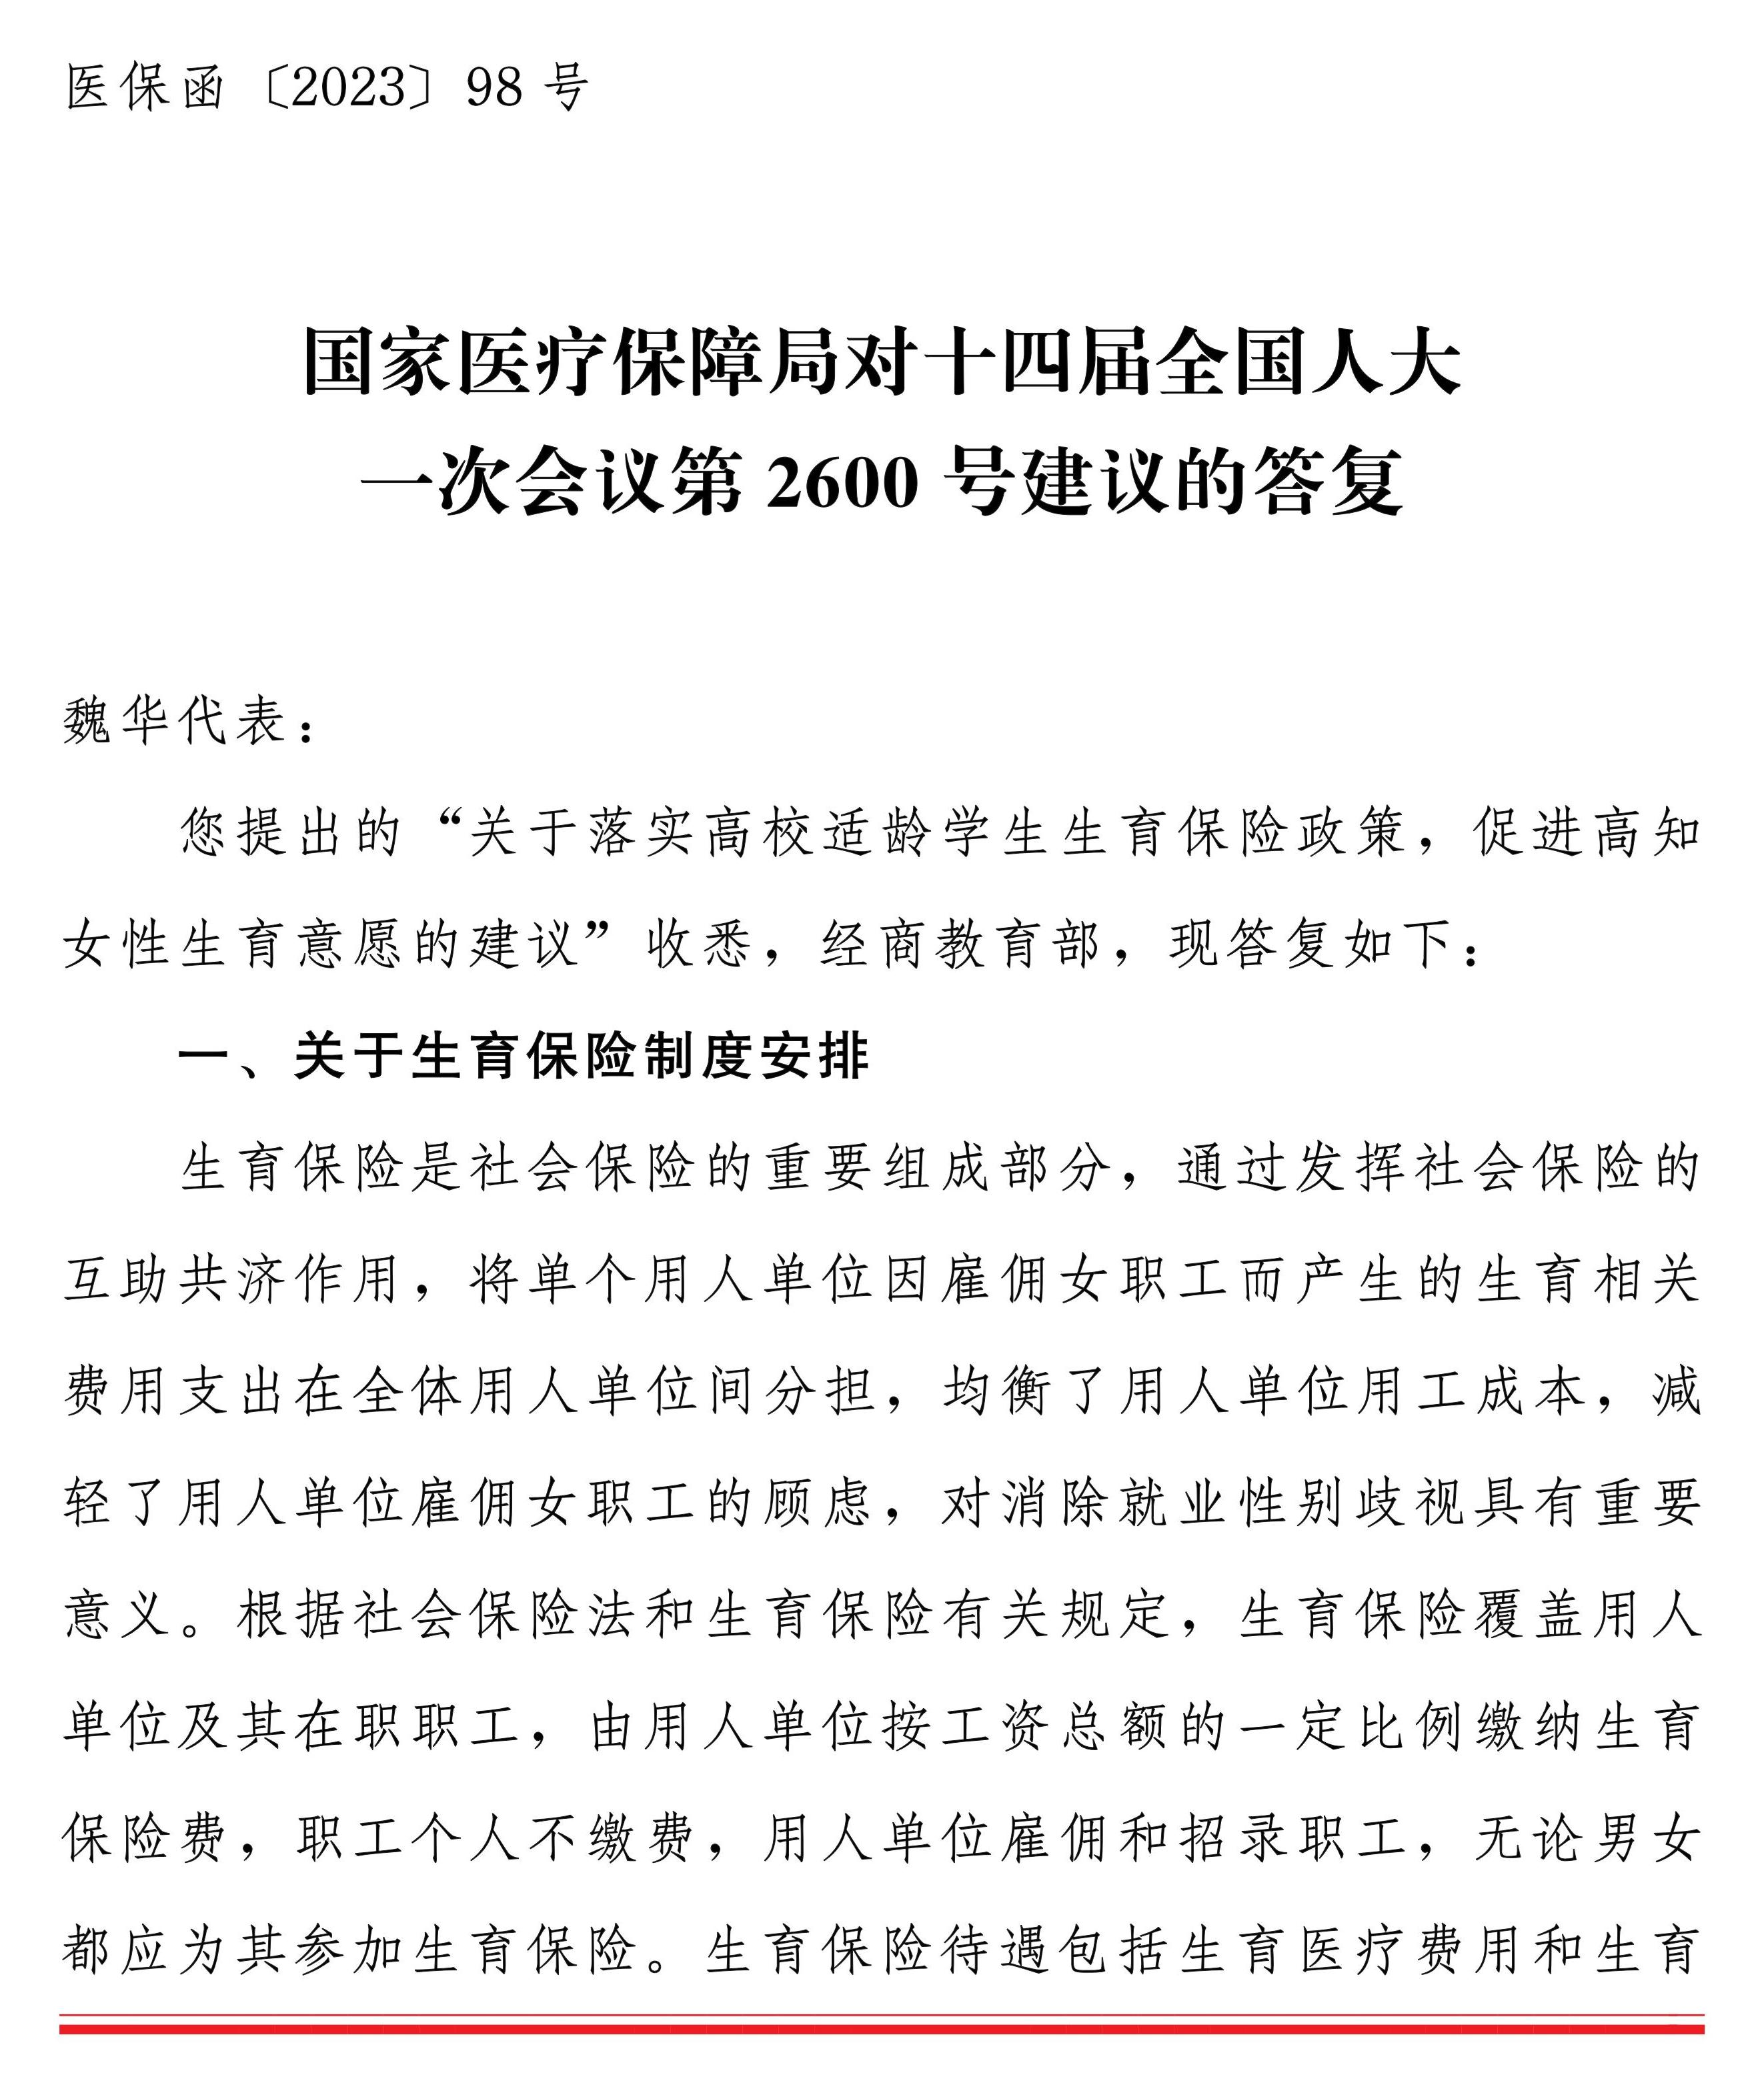 医保函〔2023〕98 号
国家医疗保障局对十四届全国人大
一次会议第 2600 号建议的答复
魏华代表：
您提出的“关于落实高校适龄学生生育保险政策，促进高知
女性生育意愿的建议”收悉，经商教育部，现答复如下：
一、关于生育保险制度安排
生育保险是社会保险的重要组成部分，通过发挥社会保险的
互助共济作用，将单个用人单位因雇佣女职工而产生的生育相关
费用支出在全体用人单位间分担，均衡了用人单位用工成本，减
轻了用人单位雇佣女职工的顾虑，对消除就业性别歧视具有重要
意义。根据社会保险法和生育保险有关规定，生育保险覆盖用人
单位及其在职职工，由用人单位按工资总额的一定比例缴纳生育
保险费，职工个人不缴费，用人单位雇佣和招录职工，无论男女
都应为其参加生育保险。生育保险待遇包括生育医疗费用和生育